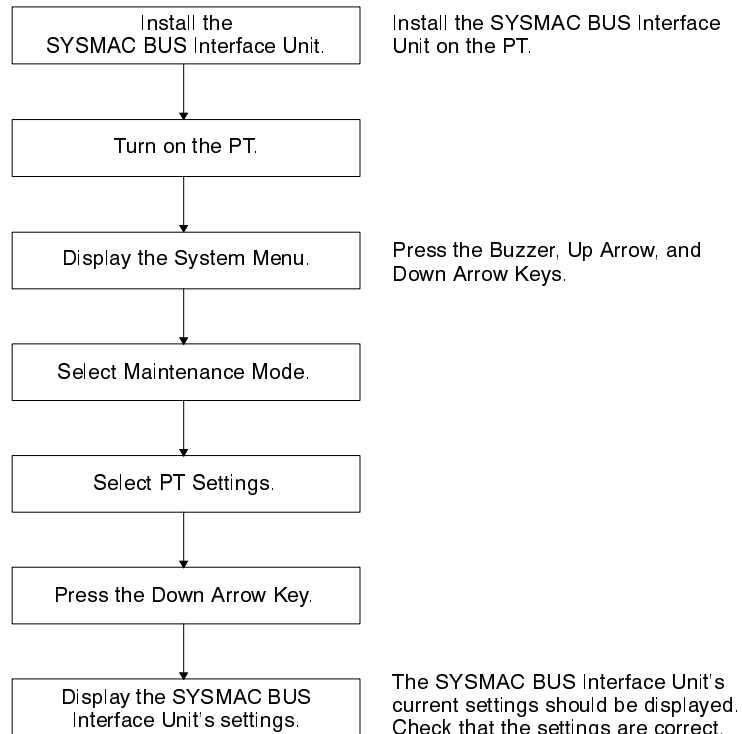 Install the
SYSMAC BUS Interface Unit.
Install the SYSMAC BUS Interface
Unit on the PT.
Turn on the PT.
Display the System Menu.
Press the Buzzer, Up Arrow, and
Down Arrow Keys.
Select Maintenance Mode.
Select PT Settings.
Press the Down Arrow Key.
Display the SYSMAC BUS
Interface Unit's settings.
The SYSMAC BUS Interface Unit's
current settings should be displayed.
Check that the settings are correct.